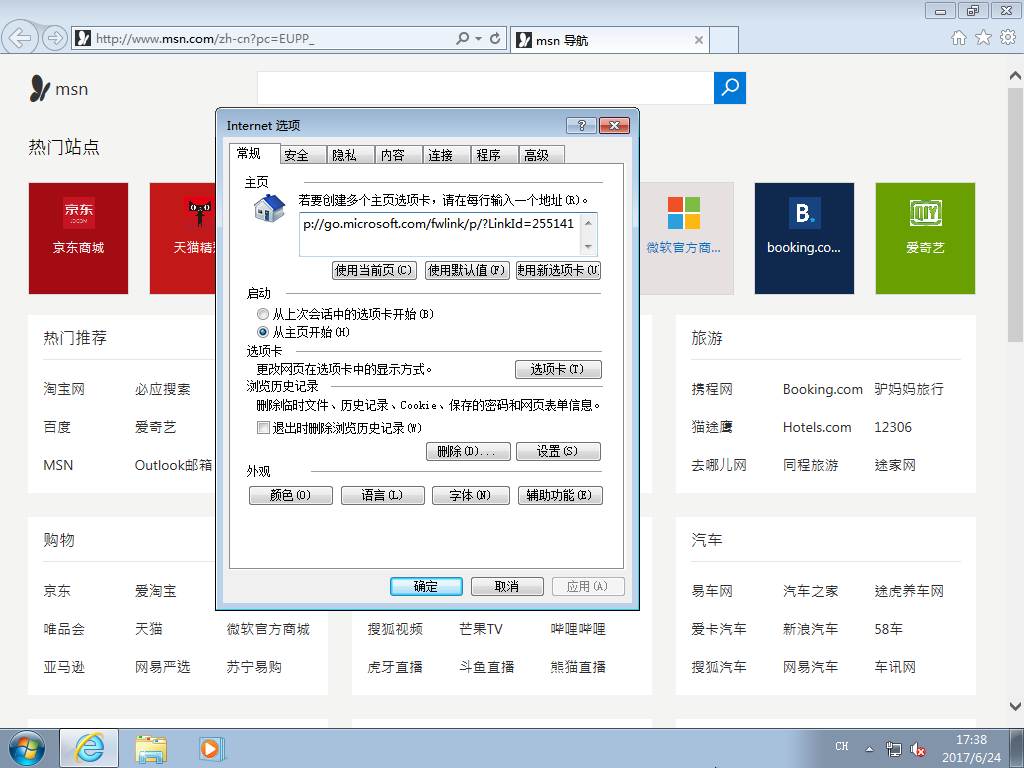 http://www.msn.com/zh-cn?pc=EUPP_
msn 导航
msn
热门站点
京东
JD.COM
京东商城
天猫精
微软官方商...
B.
booking.co...
DIY
爱奇艺
Internet 选项
常规 安全 隐私 内容 连接 程序 高级
主页
若要创建多个主页选项卡，请在每行输入一个地址(R)。
p://go.microsoft.com/fwlink/p/?LinkId=255141
使用当前页(C) 使用默认值(F) 使用新选项卡(U
启动
从上次会话中的选项卡开始(B)
从主页开始(H)
选项卡
更改网页在选项卡中的显示方式。 选项卡(T)
浏览历史记录
删除临时文件、历史记录、Cookie、保存的密码和网页表单信息。
退出时删除浏览历史记录(W)
删除(D)... 设置(S)
外观
颜色(O) 语言(L) 字体(N) 辅助功能(E)
确定 取消 应用(A)
热门推荐
淘宝网 必应搜索
百度 爱奇艺
MSN Outlook邮箱
旅游
携程网 Booking.com 驴妈妈旅行
猫途鹰 Hotels.com 12306
去哪儿网 同程旅游 途家网
购物
京东 爱淘宝
唯品会 天猫 微软官方商城
亚马逊 网易严选 苏宁易购
搜狐视频 芒果TV 哔哩哔哩
虎牙直播 斗鱼直播 熊猫直播
汽车
易车网 汽车之家 途虎养车网
爱卡汽车 新浪汽车 58车
搜狐汽车 网易汽车 车讯网
CH
17:38
2017/6/24